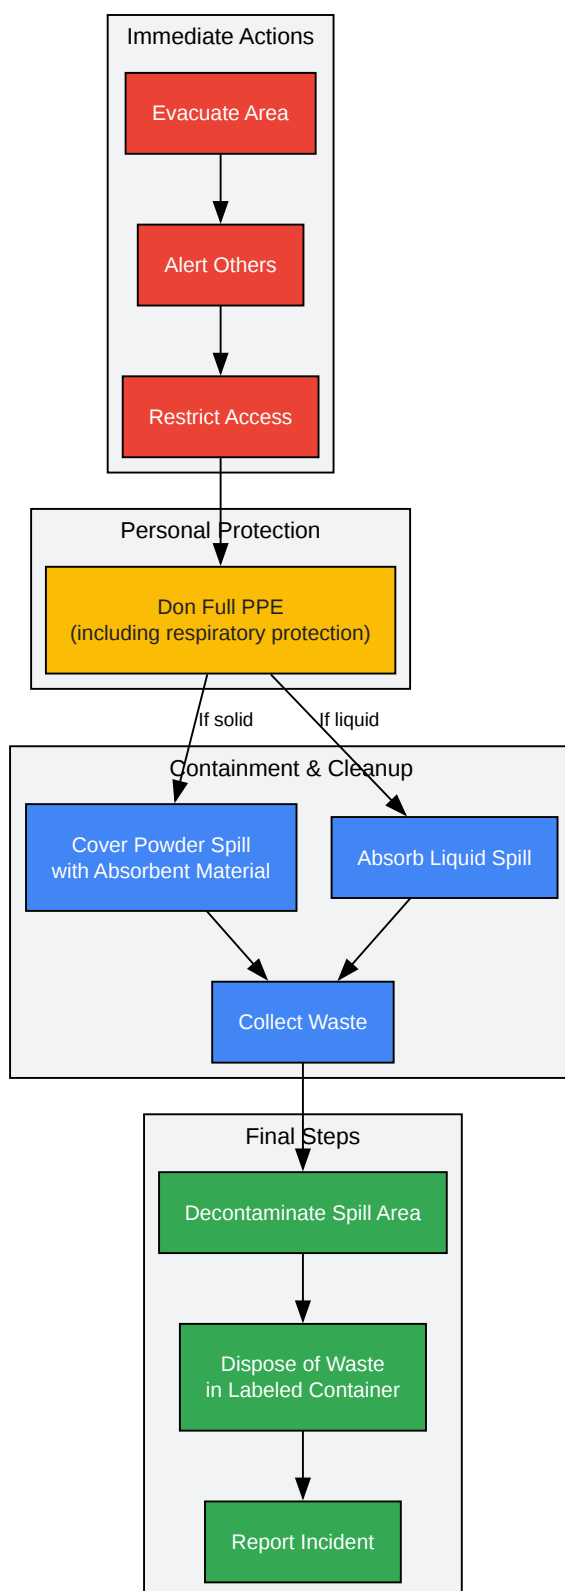 Immediate Actions
Evacuate Area
Alert Others
Restrict Access
Personal Protection
Don Full PPE
(including respiratory protection)
If solid
If liquid
Containment & Cleanup
Cover Powder Spill
with Absorbent Material
Absorb Liquid Spill
Collect Waste
Final Steps
Decontaminate Spill Area
Dispose of Waste
in Labeled Container
Report Incident